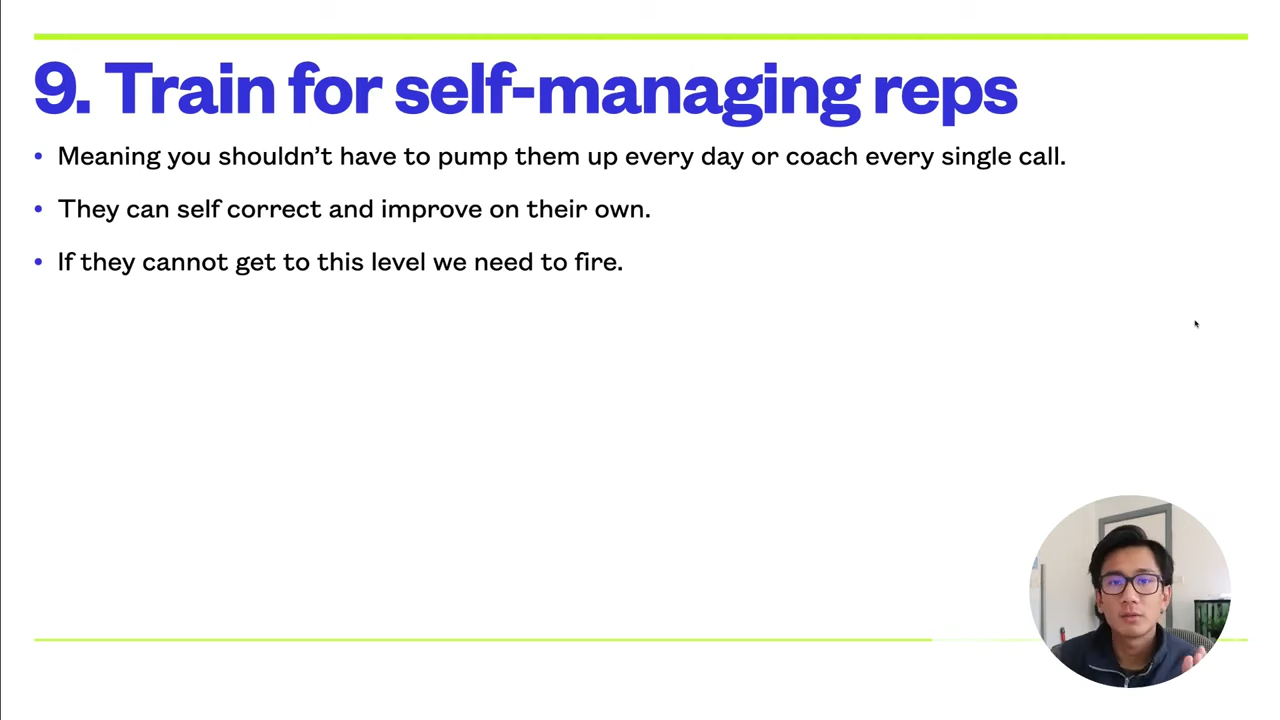 9. Train for self-managing reps
• Meaning you shouldn’t have to pump them up every day or coach every single call.
• They can self correct and improve on their own.
• If they cannot get to this level we need to fire.